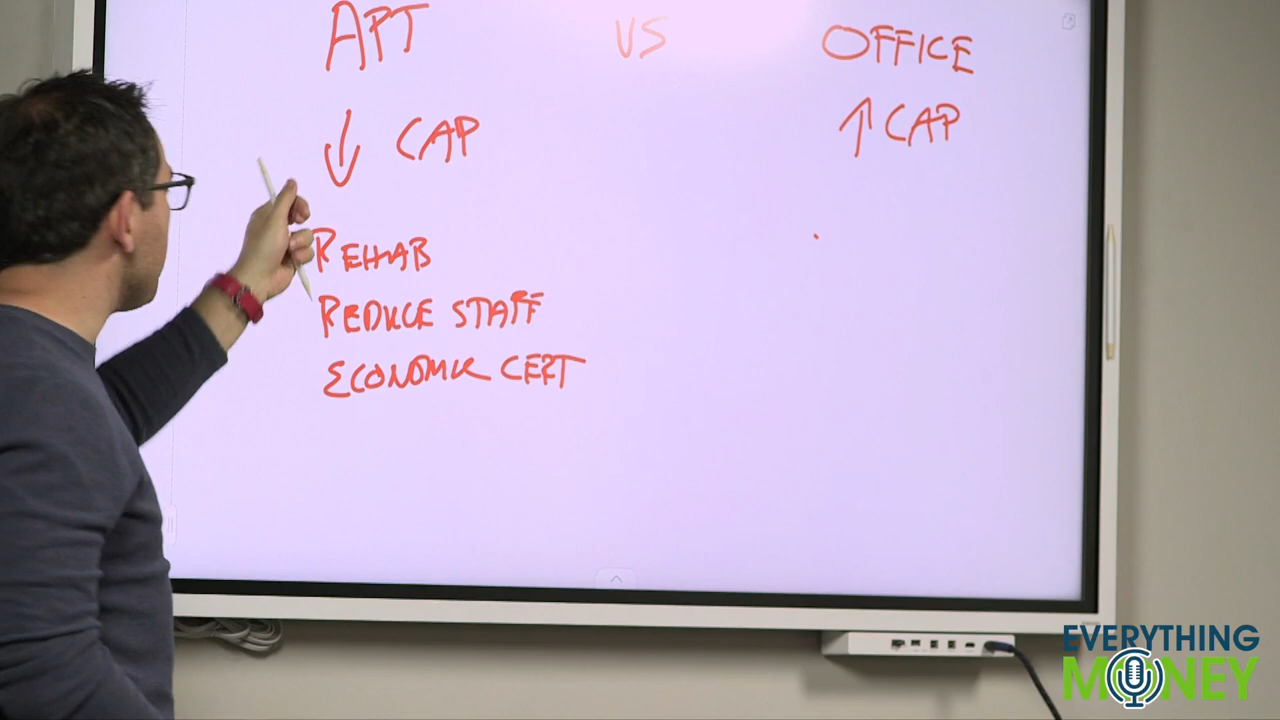 APT VS OFFICE
↓ CAP ↑ CAP
REHAB
REDUCE STAFF
ECONOMIC CERT
EVERYTHING
MONEY